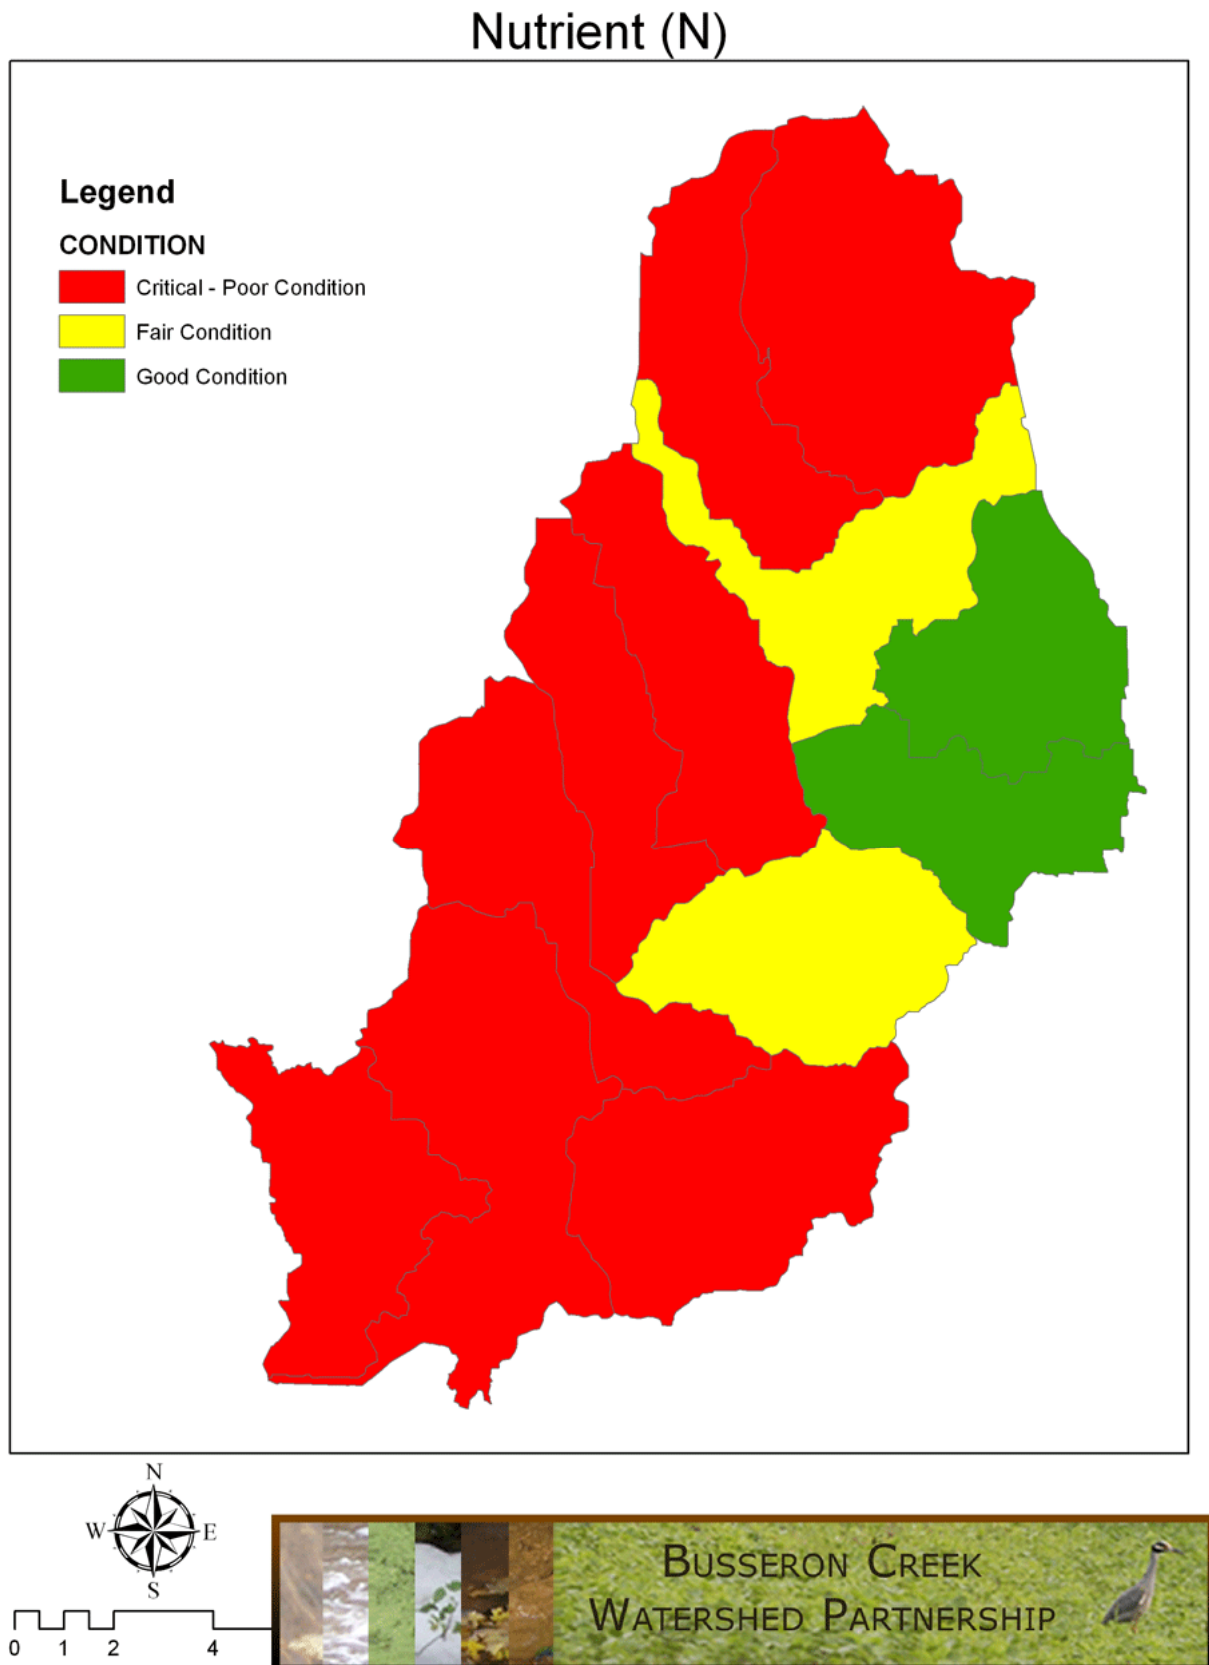 Nutrient (N)
Legend
CONDITION
Critical - Poor Condition
Fair Condition
Good Condition
N
W E
S
0 1 2 4
BUSSERON CREEK
WATERSHED PARTNERSHIP